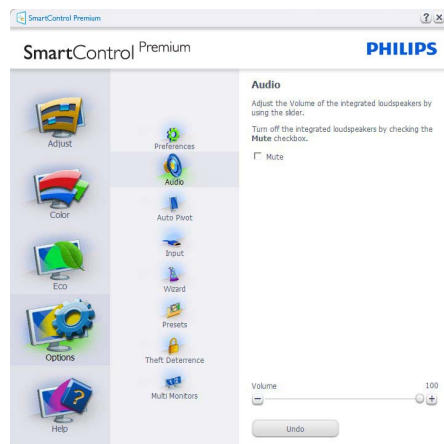 SmartControl Premium
? x
SmartControl Premium
PHILIPS
Adjust
Color
Eco
Options
Help
Preferences
Audio
Auto Pivot
Input
Wizard
Presets
Theft Deterrence
Multi Monitors
Audio
Adjust the Volume of the integrated loudspeakers by
using the slider.
Turn off the integrated loudspeakers by checking the
Mute checkbox.
Mute
Volume 100
Undo